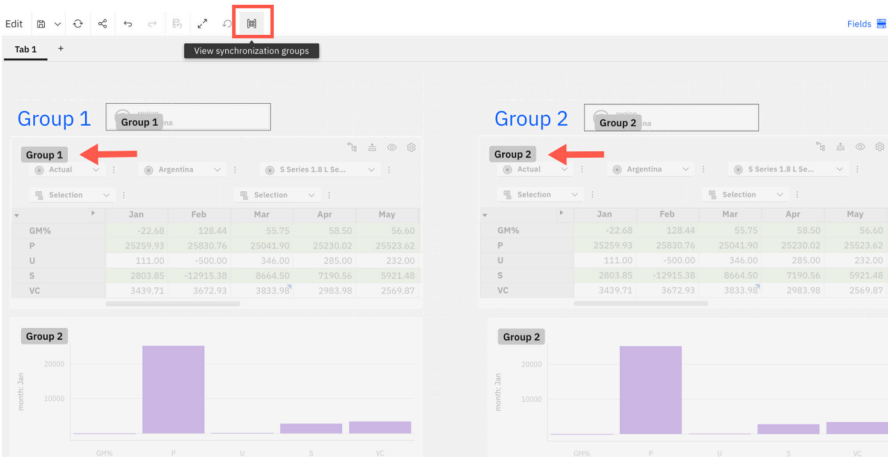 Edit
Fields
View synchronization groups
Tab 1 +
Group 1
Group 1
Group 2
Group 2
Group 1
Actual Argentina S Series 1.8 L Se...
Selection Selection
Jan Feb Mar Apr May
GM% -22.68 128.44 55.75 58.50 56.60
P 25259.93 25830.76 25041.90 25230.02 25523.62
U 111.00 -500.00 346.00 285.00 232.00
S 2803.85 -12915.38 8664.50 7190.56 5921.48
VC 3439.71 3672.93 3833.98 2983.98 2569.87
Group 2
Actual Argentina S Series 1.8 L Se...
Selection Selection
Jan Feb Mar Apr May
GM% -22.68 128.44 55.75 58.50 56.60
P 25259.93 25830.76 25041.90 25230.02 25523.62
U 111.00 -500.00 346.00 285.00 232.00
S 2803.85 -12915.38 8664.50 7190.56 5921.48
VC 3439.71 3672.93 3833.98 2983.98 2569.87
Group 2
20000
10000
month: Jan
GM% P U S VC
Group 2
20000
10000
month: Jan
GM% P U S VC